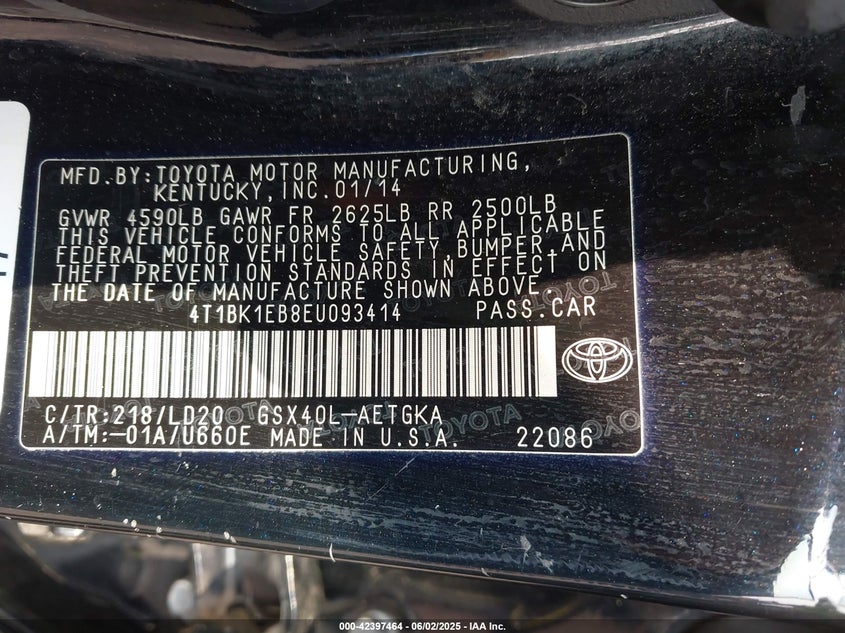 MFD.BY:TOYOTA MOTOR MANUFACTURING,
KENTUCKY, INC.01/14
GVWR 4590LB GAWR FR 2625LB RR 2500LB
THIS VEHICLE CONFORMS TO ALL APPLICABLE
FEDERAL MOTOR VEHICLE SAFETY, BUMPER, AND
THEFT PREVENTION STANDARDS IN EFFECT ON
THE DATE OF MANUFACTURE SHOWN ABOVE.
4T1BK1EB8EU093414 PASS.CAR
C/TR:218/LD20 GSX40L-AETGKA
A/TM:-01A/U660E MADE IN U.S.A. 22086
000-42397464 - 06/02/2025 - IAA Inc.